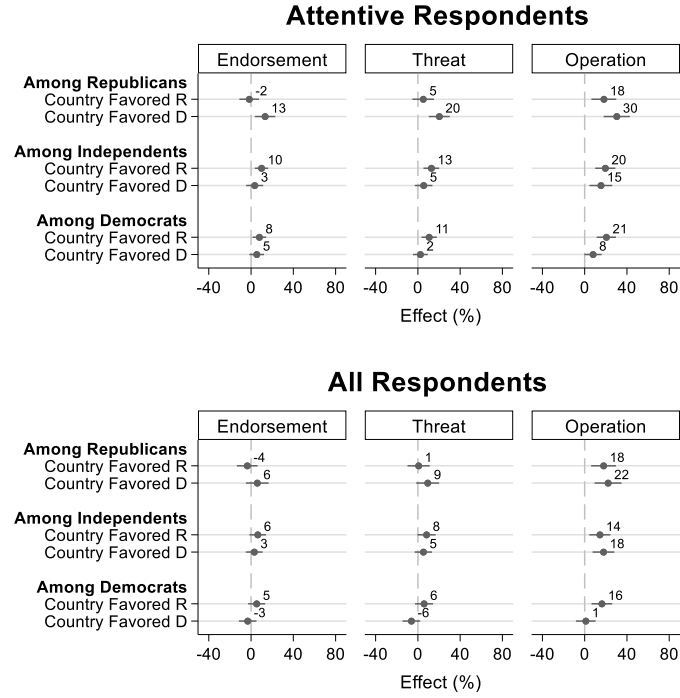 Attentive Respondents
Endorsement Threat Operation
Among Republicans
Country Favored R -2 5 18
Country Favored D 13 20 30
Among Independents
Country Favored R 10 13 20
Country Favored D 3 5 15
Among Democrats
Country Favored R 8 11 21
Country Favored D 5 2 8
-40 0 40 80 -40 0 40 80 -40 0 40 80
Effect (%)
All Respondents
Endorsement Threat Operation
Among Republicans
Country Favored R -4 1 18
Country Favored D 6 9 22
Among Independents
Country Favored R 6 8 14
Country Favored D 3 5 18
Among Democrats
Country Favored R 5 6 16
Country Favored D -3 -6 1
-40 0 40 80 -40 0 40 80 -40 0 40 80
Effect (%)